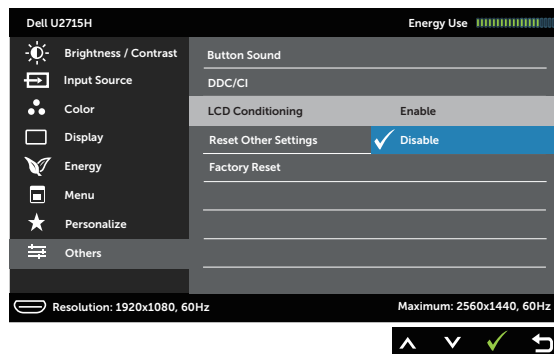 Dell U2715H Energy Use
Brightness / Contrast Button Sound
Input Source DDC/CI
Color LCD Conditioning Enable
Display Reset Other Settings Disable
Energy Factory Reset
Menu
Personalize
Others
Resolution: 1920x1080, 60Hz Maximum: 2560x1440, 60Hz